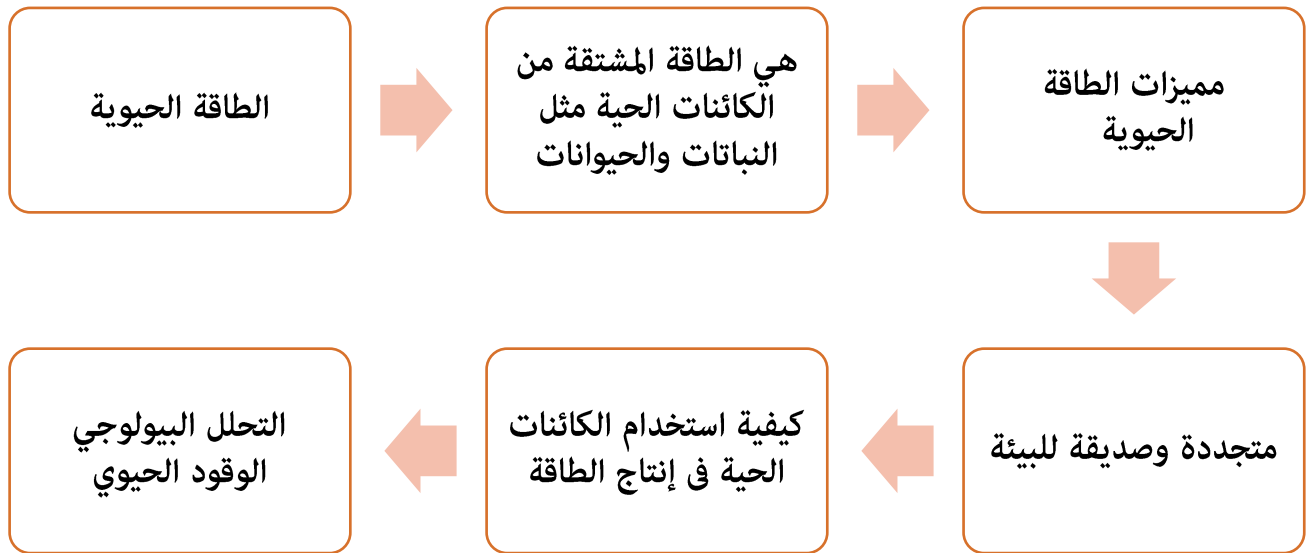 الطاقة الحيوية
هي الطاقة المشتقة من
الكائنات الحية مثل
النباتات والحيوانات
مميزات الطاقة
الحيوية
متجددة وصديقة للبيئة
كيفية استخدام الكائنات
الحية فى إنتاج الطاقة
التحلل البيولوجي
الوقود الحيوي